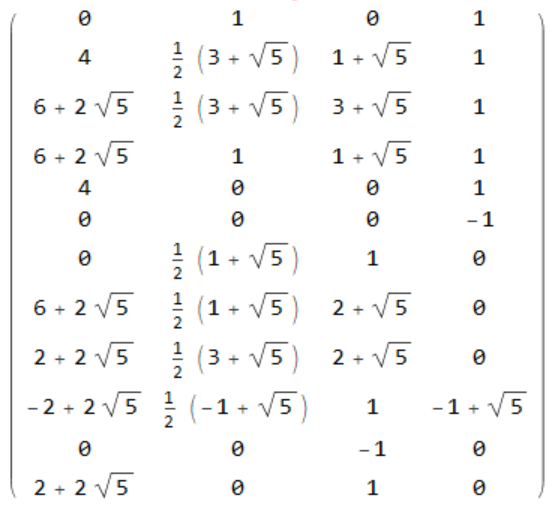 0 1 0 1
4 1/2 (3 + √5) 1 + √5 1
6 + 2 √5 1/2 (3 + √5) 3 + √5 1
6 + 2 √5 1 1 + √5 1
4 0 0 1
0 0 0 -1
0 1/2 (1 + √5) 1 0
6 + 2 √5 1/2 (1 + √5) 2 + √5 0
2 + 2 √5 1/2 (3 + √5) 2 + √5 0
-2 + 2 √5 1/2 (-1 + √5) 1 -1 + √5
0 0 -1 0
2 + 2 √5 0 1 0